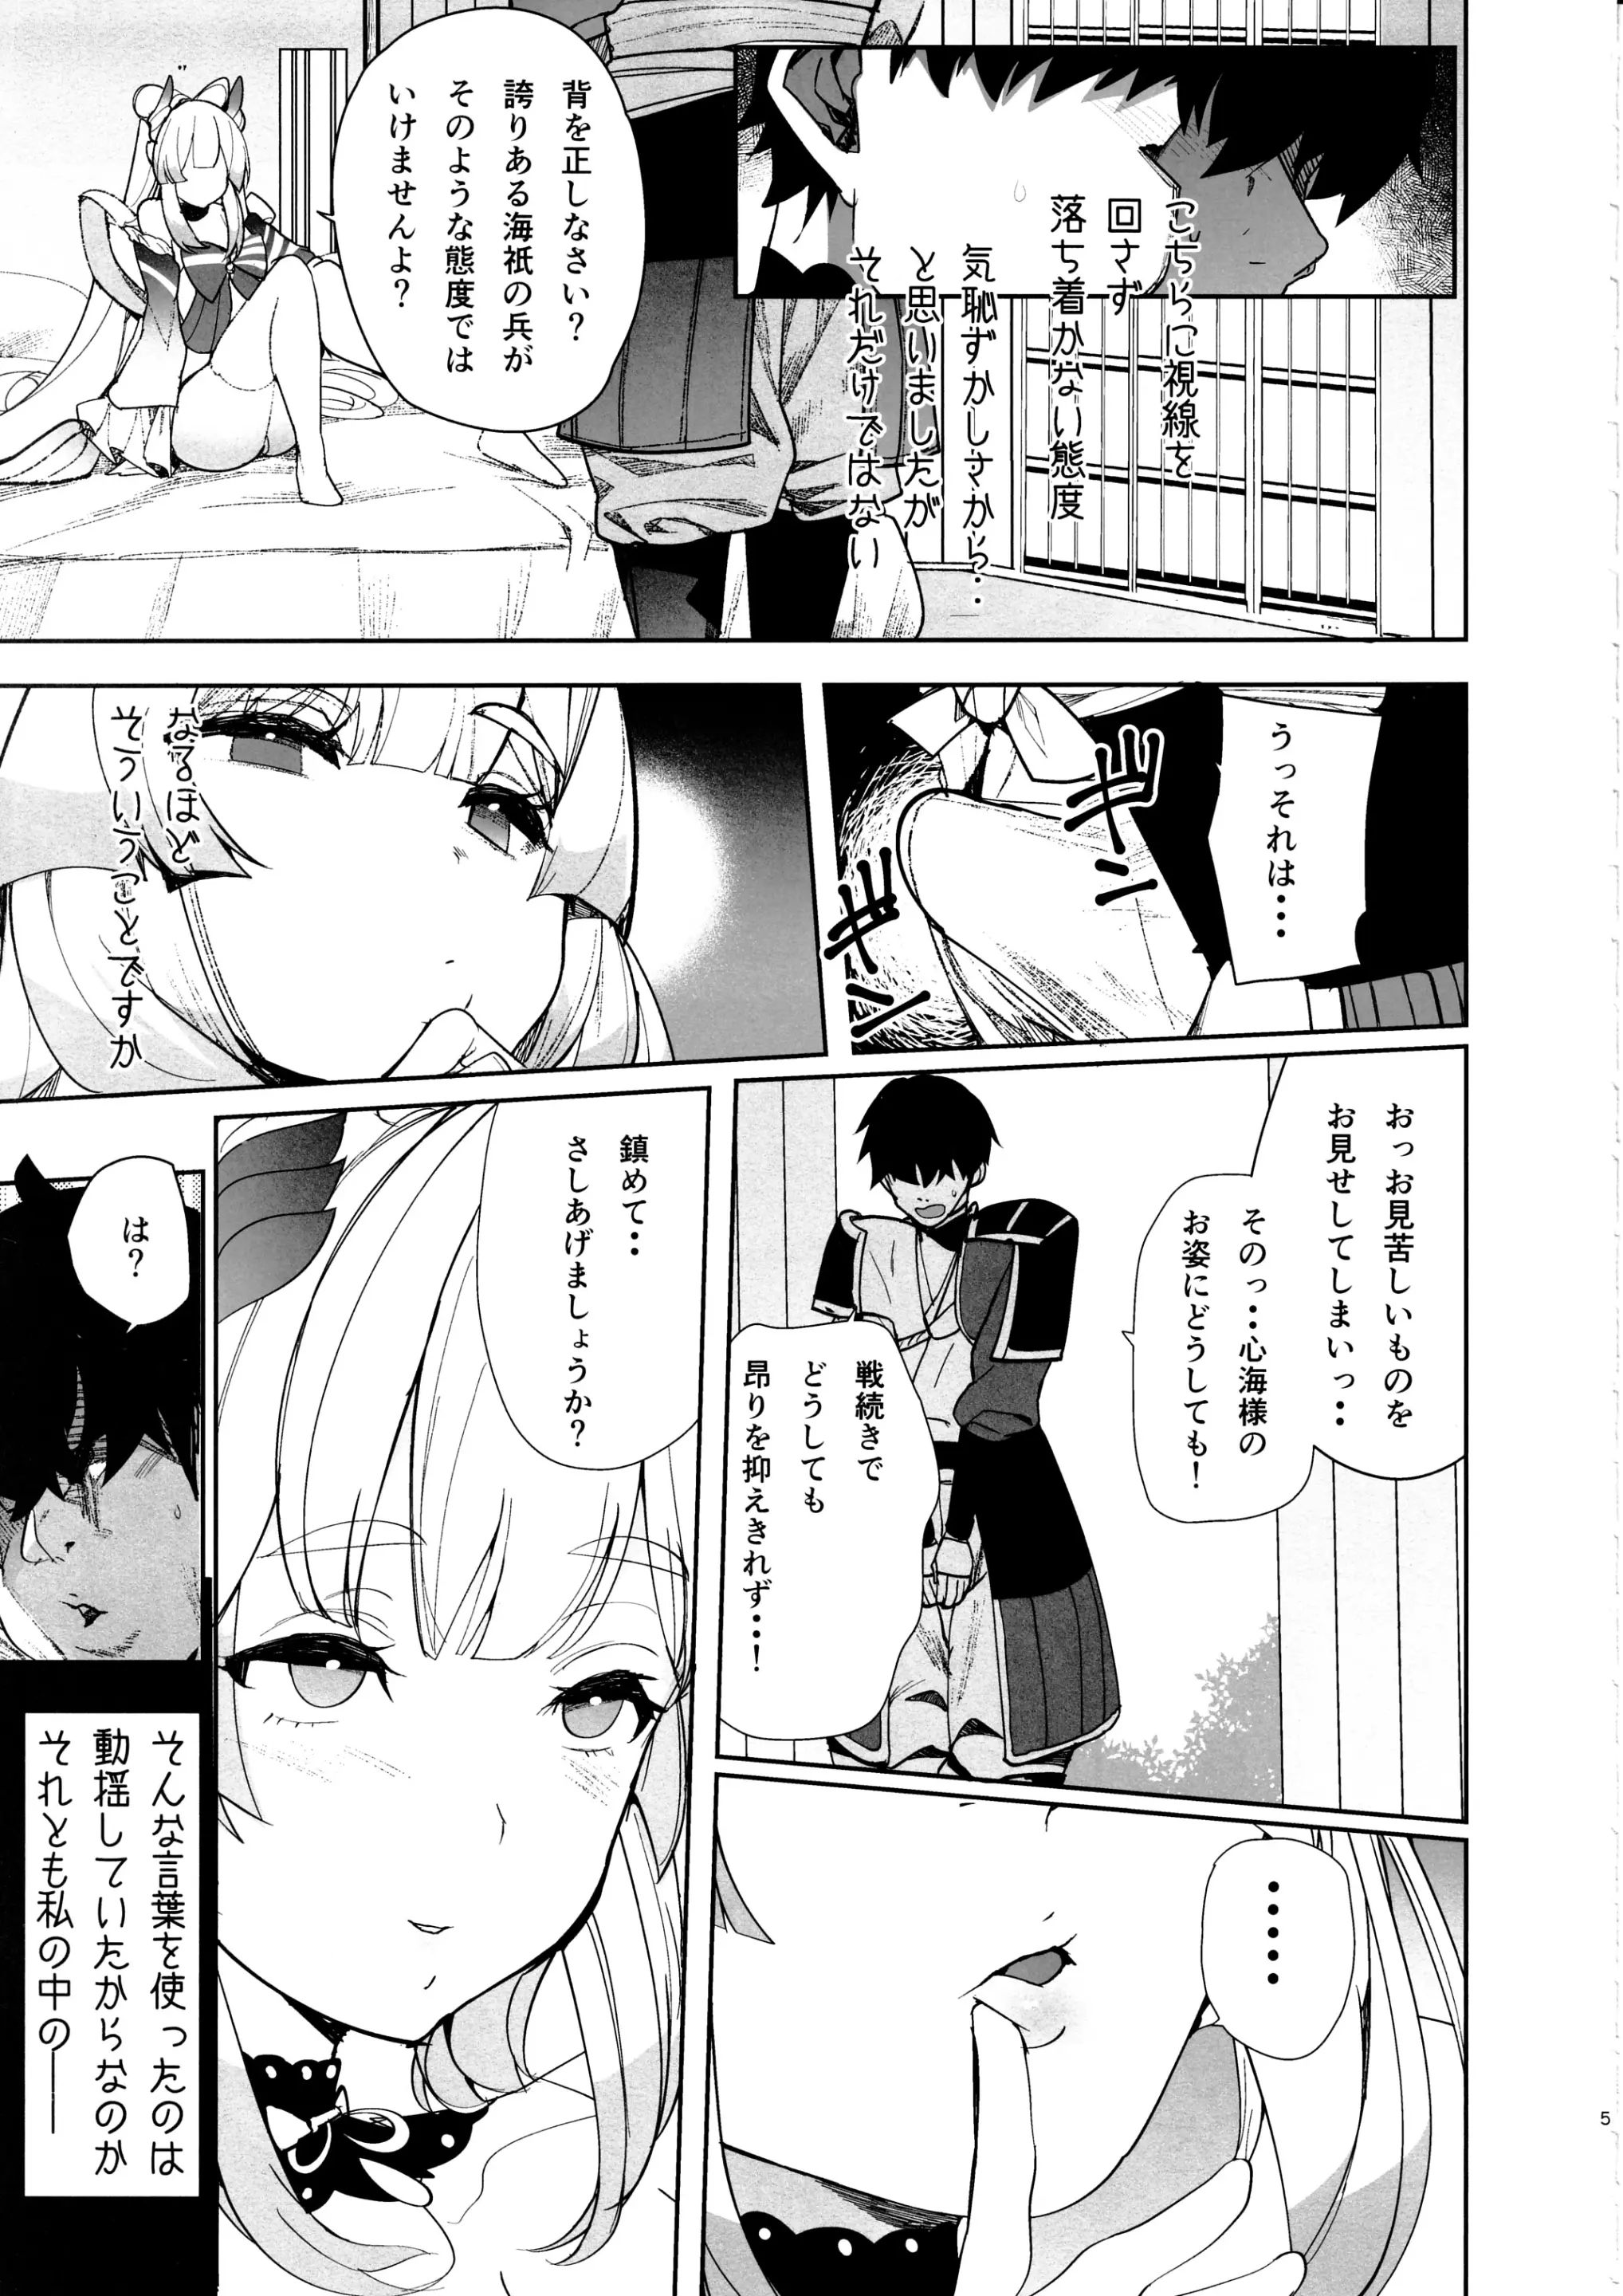 こちらに視線を
回さず
落ち着かない態度
気恥ずかしさから‥
と思いましたが
それだけではない
背を正しなさい？
誇りある海祇の兵が
そのような態度では
いけませんよ？
うっそれは・・・
ギン
ギン
なるほど
そういうことですか
おっお見苦しいものを
お見せしてしまいっ‥
そのっ‥心海様の
お姿にどうしても！
戦続きで
どうしても
昂りを抑えきれず・・・！
・・・・・
鎮めて‥
さしあげましょうか？
は？
そんな言葉を使ったのは
動揺していたからなのか
それとも私の中の――
5